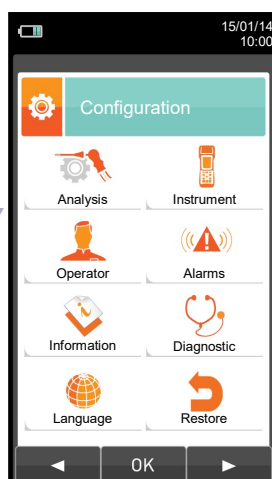 15/01/14
10:00
Configuration
Analysis Instrument
Operator Alarms
Information Diagnostic
Language Restore
OK